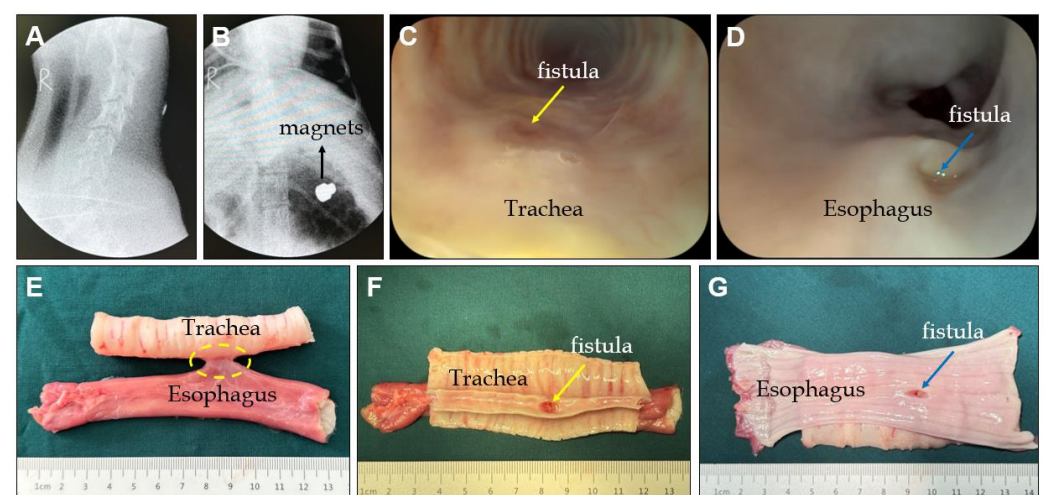 A
R
B
R
magnets
C
fistula
Trachea
D
fistula
Esophagus
E
Trachea
Esophagus
1cm 2 3 4 5 6 7 8 9 10 11 12 13
F
fistula
Trachea
1cm 2 3 4 5 6 7 8 9 10 11 12 13
G
fistula
Esophagus
1cm 2 3 4 5 6 7 8 9 10 11 12 13 14